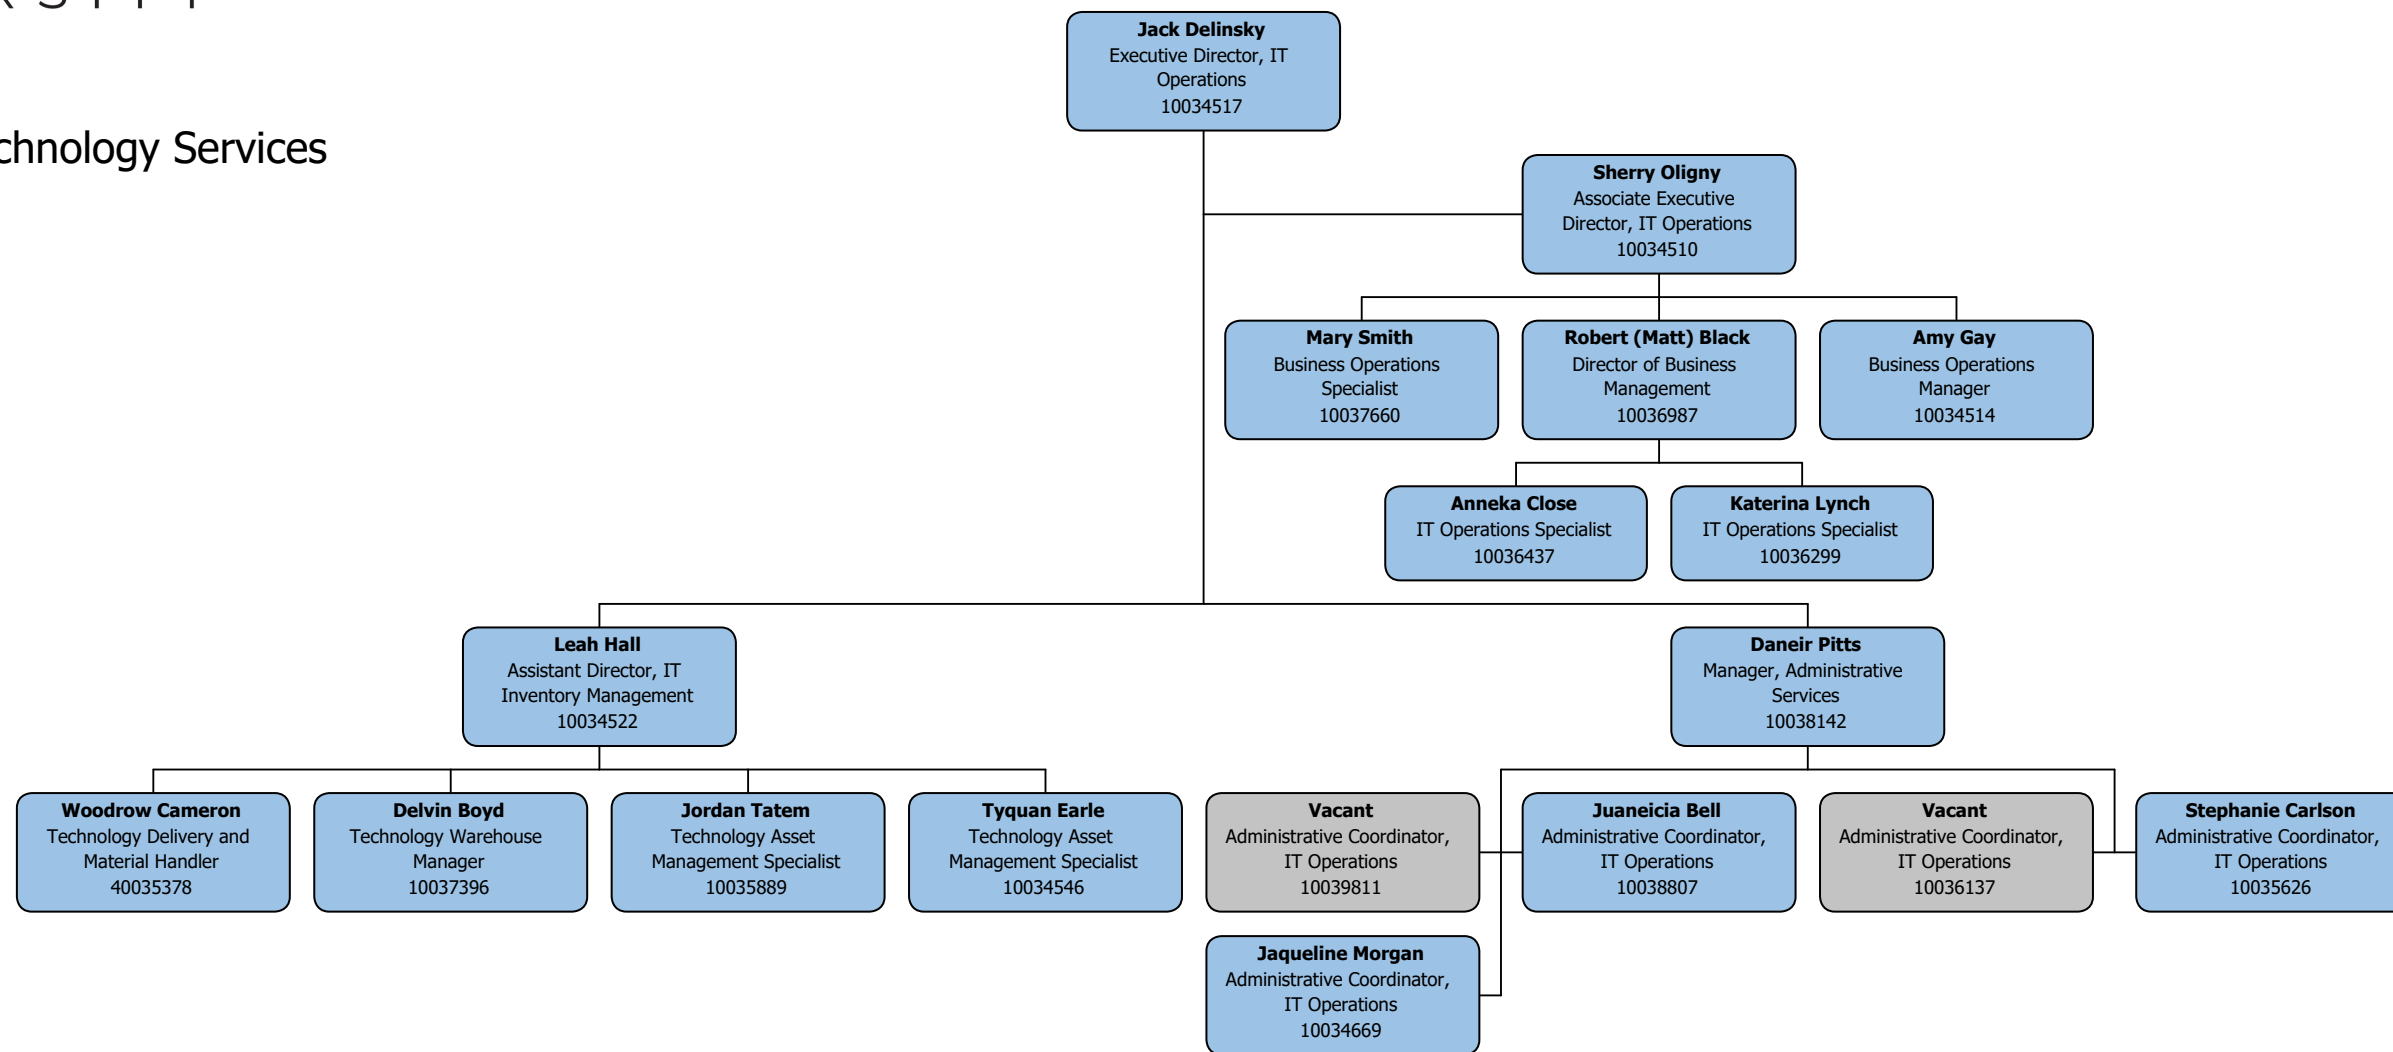 Jack Delinsky
Executive Director, IT
Operations
10034517
chnology Services
Sherry Oligny
Associate Executive
Director, IT Operations
10034510
Mary Smith
Business Operations
Specialist
10037660
Robert (Matt) Black
Director of Business
Management
10036987
Amy Gay
Business Operations
Manager
10034514
Anneka Close
IT Operations Specialist
10036437
Katerina Lynch
IT Operations Specialist
10036299
Leah Hall
Assistant Director, IT
Inventory Management
10034522
Daneir Pitts
Manager, Administrative
Services
10038142
Woodrow Cameron
Technology Delivery and
Material Handler
40035378
Delvin Boyd
Technology Warehouse
Manager
10037396
Jordan Tatem
Technology Asset
Management Specialist
10035889
Tyquan Earle
Technology Asset
Management Specialist
10034546
Vacant
Administrative Coordinator,
IT Operations
10039811
Juaneicia Bell
Administrative Coordinator,
IT Operations
10038807
Vacant
Administrative Coordinator,
IT Operations
10036137
Stephanie Carlson
Administrative Coordinator,
IT Operations
10035626
Jaqueline Morgan
Administrative Coordinator,
IT Operations
10034669